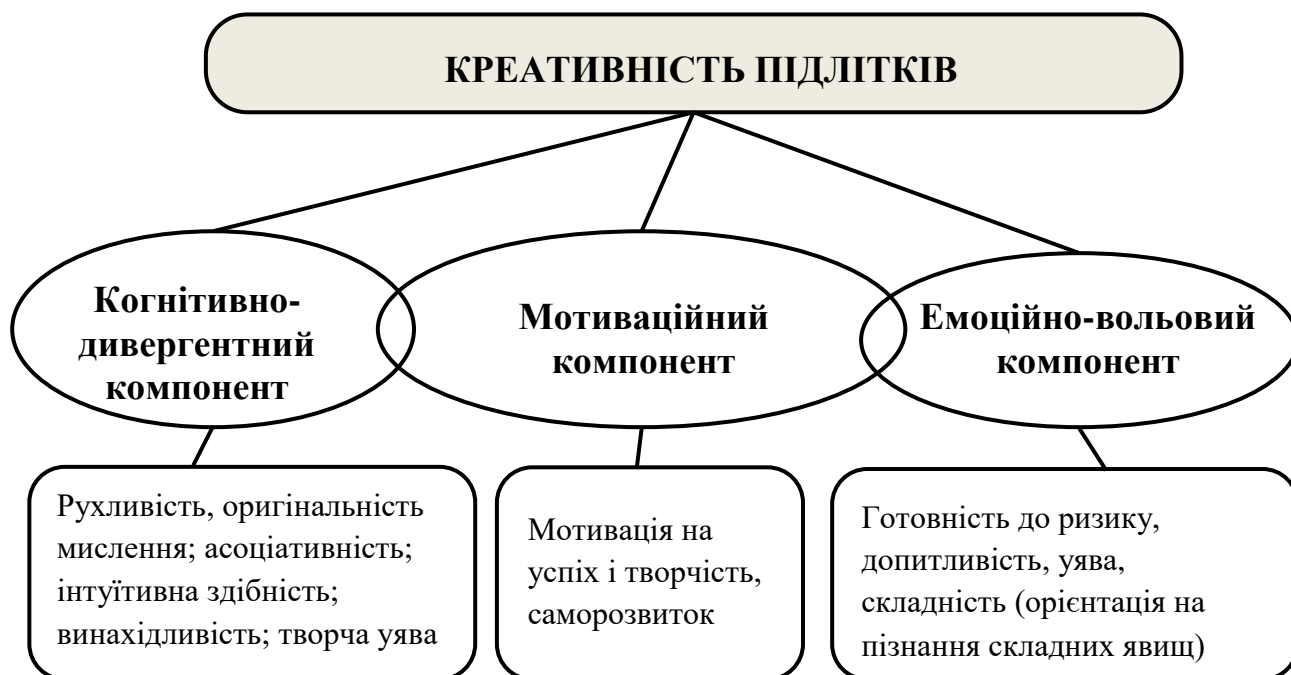 КРЕАТИВНІСТЬ ПІДЛІТКІВ
Когнітивно-
дивергентний
компонент
Мотиваційний
компонент
Емоційно-вольовий
компонент
Рухливість, оригінальність
мислення; асоціативність;
інтуїтивна здібність;
винахідливість; творча уява
Мотивація на
успіх і творчість,
саморозвиток
Готовність до ризику,
допитливість, уява,
складність (орієнтація на
пізнання складних явищ)